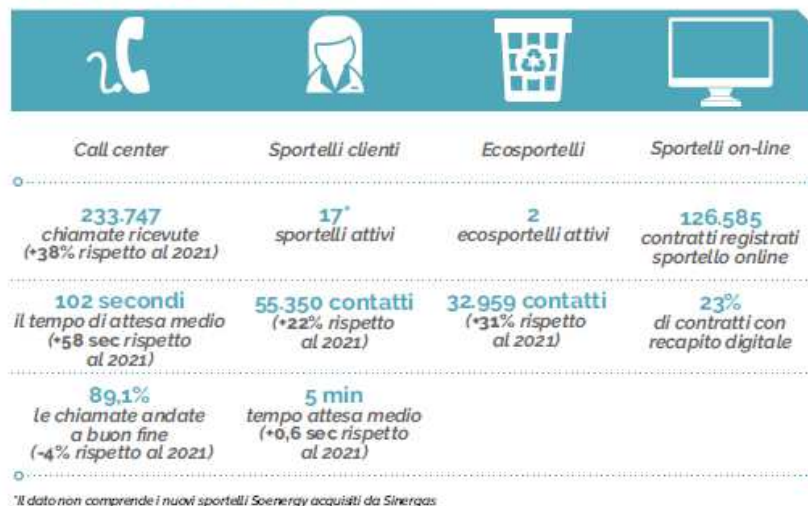 Call center
Sportelli clienti
Ecosportelli
Sportelli on-line
233.747
chiamate ricevute
(+38% rispetto al 2021)
17*
sportelli attivi
2
ecosportelli attivi
126.585
contratti registrati
sportello online
102 secondi
il tempo di attesa medio
(+58 sec rispetto
al 2021)
55.350 contatti
(+22% rispetto
al 2021)
32.959 contatti
(+31% rispetto
al 2021)
23%
di contratti con
recapito digitale
89,1%
le chiamate andate
a buon fine
(-4% rispetto al 2021)
5 min
tempo attesa medio
(+0,6 sec rispetto
al 2021)
*Il dato non comprende i nuovi sportelli Soenergy acquisiti da Sinergas